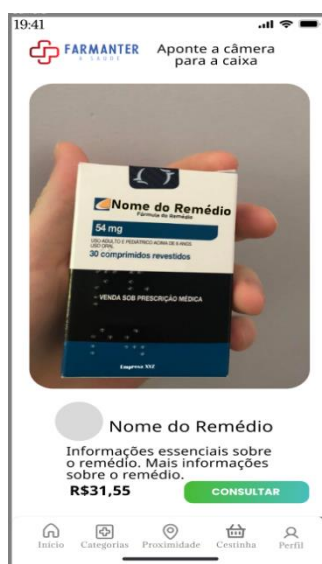 19:41
FARMANTER
A SAÚDE
Aponte a câmera
para a caixa
Nome do Remédio
Fórmula do Remédio
54 mg
USO ADULTO E PEDIÁTRICO ACIMA DE 6 ANOS
USO ORAL
30 comprimidos revestidos
VENDA SOB PRESCRIÇÃO MÉDICA
Empresa XYZ
Nome do Remédio
Informações essenciais sobre
o remédio. Mais informações
sobre o remédio.
R$31,55
CONSULTAR
Início Categorias Proximidade Cestinha Perfil